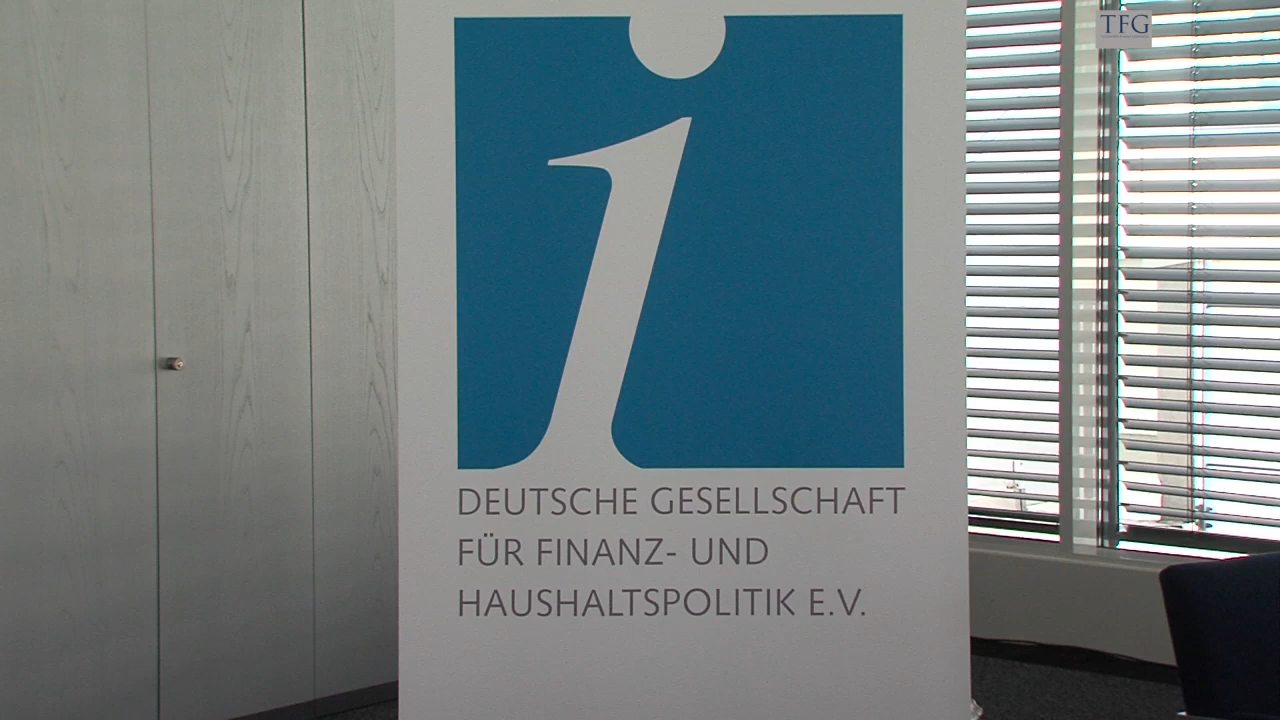 TFG
i
DEUTSCHE GESELLSCHAFT
FÜR FINANZ- UND
HAUSHALTSPOLITIK E.V.